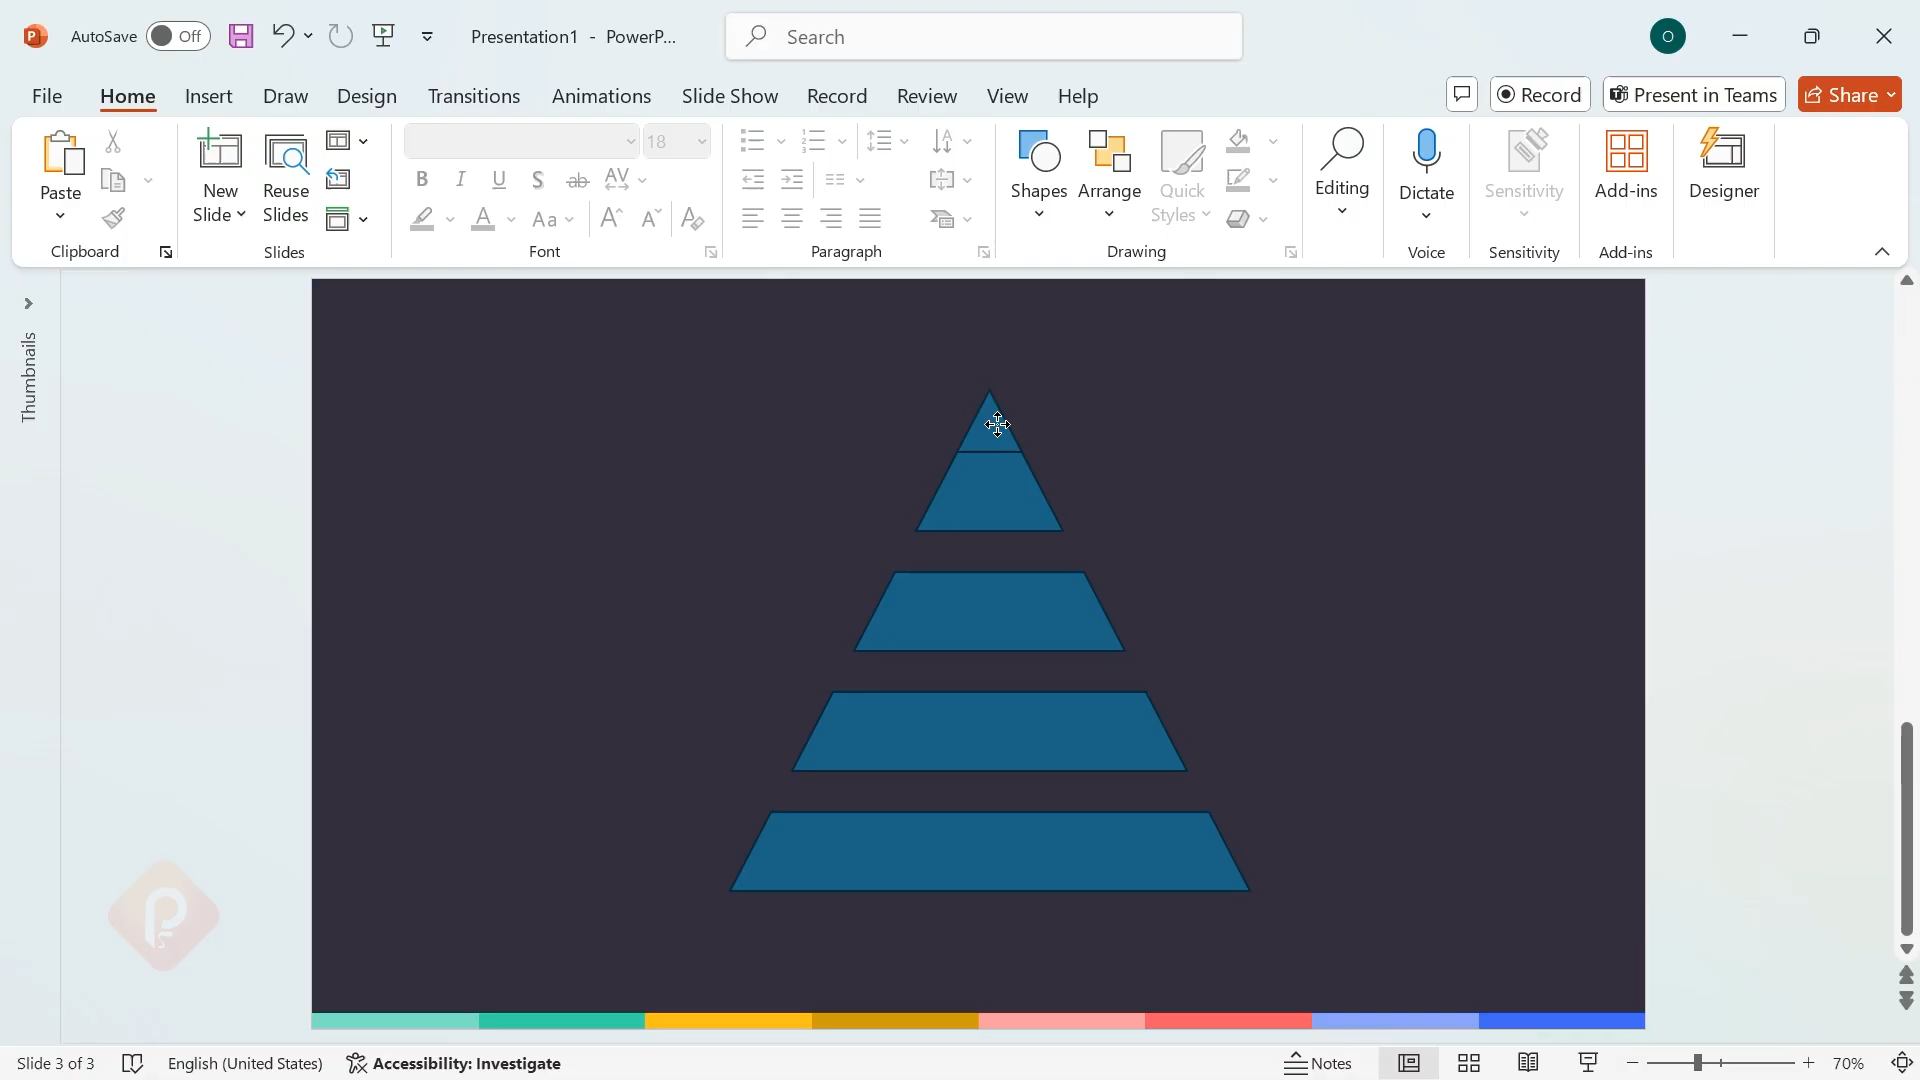 AutoSave Off Presentation1 - PowerP... Search O
File Home Insert Draw Design Transitions Animations Slide Show Record Review View Help Record Present in Teams Share
Paste
Clipboard
New Slide
Reuse Slides
Slides
18
B I U S ab AV
A Aa A A A
Font
Paragraph
Shapes
Arrange
Quick Styles
Drawing
Editing
Dictate
Voice
Sensitivity
Sensitivity
Add-ins
Add-ins
Designer
Thumbnails
Slide 3 of 3 English (United States) Accessibility: Investigate Notes 70%